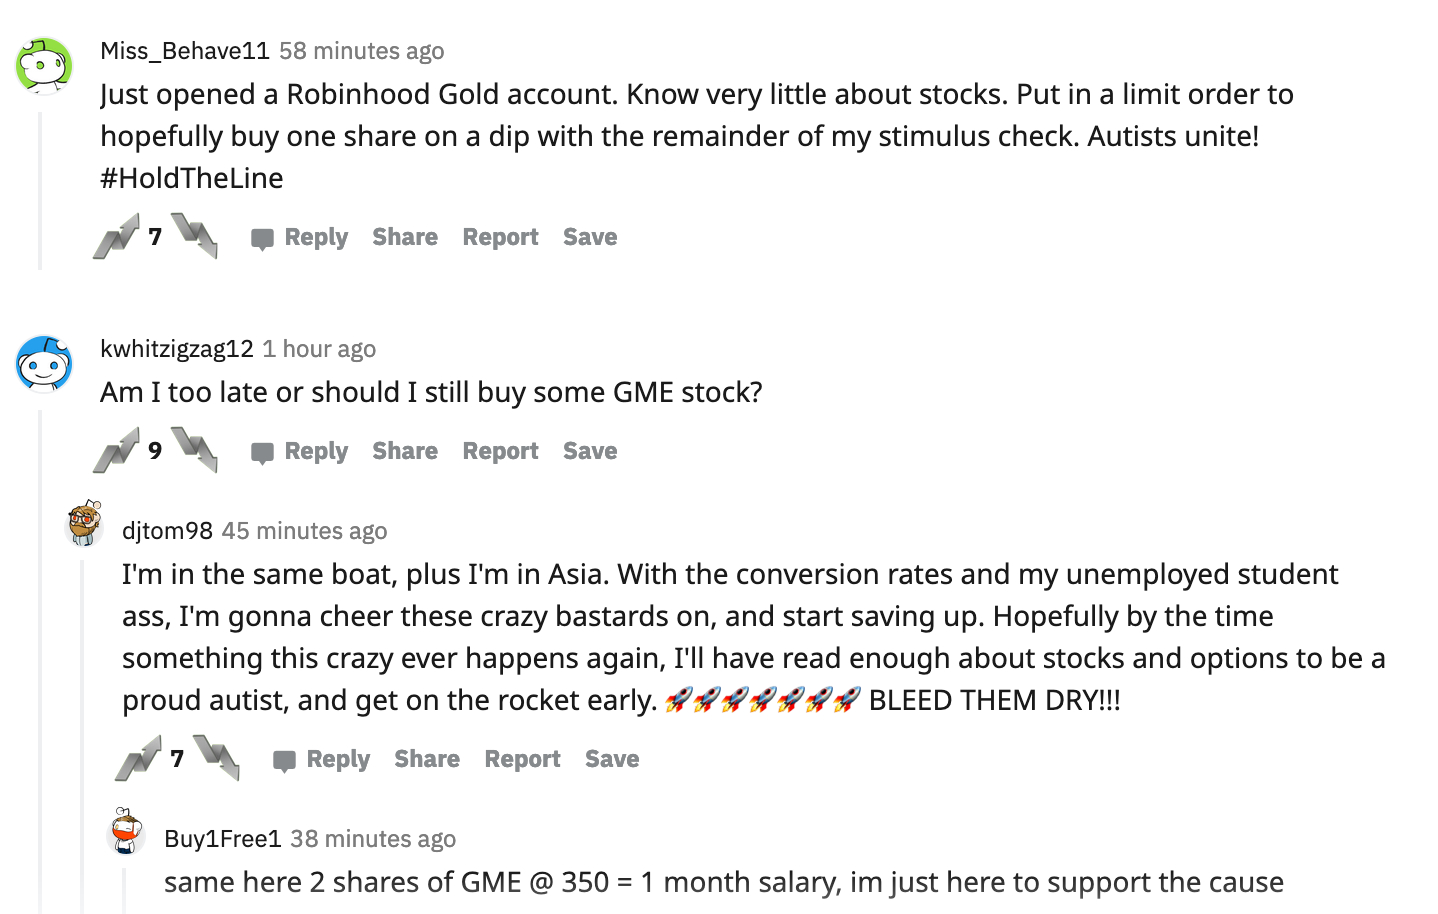 Miss_Behave11 58 minutes ago
Just opened a Robinhood Gold account. Know very little about stocks. Put in a limit order to
hopefully buy one share on a dip with the remainder of my stimulus check. Autists unite!
#HoldTheLine
7 Reply Share Report Save
kwhitzigzag12 1 hour ago
Am I too late or should I still buy some GME stock?
9 Reply Share Report Save
djtom98 45 minutes ago
I'm in the same boat, plus I'm in Asia. With the conversion rates and my unemployed student
ass, I'm gonna cheer these crazy bastards on, and start saving up. Hopefully by the time
something this crazy ever happens again, I'll have read enough about stocks and options to be a
proud autist, and get on the rocket early. 🚀🚀🚀🚀🚀🚀🚀 BLEED THEM DRY!!!
7 Reply Share Report Save
Buy1Free1 38 minutes ago
same here 2 shares of GME @ 350 = 1 month salary, im just here to support the cause